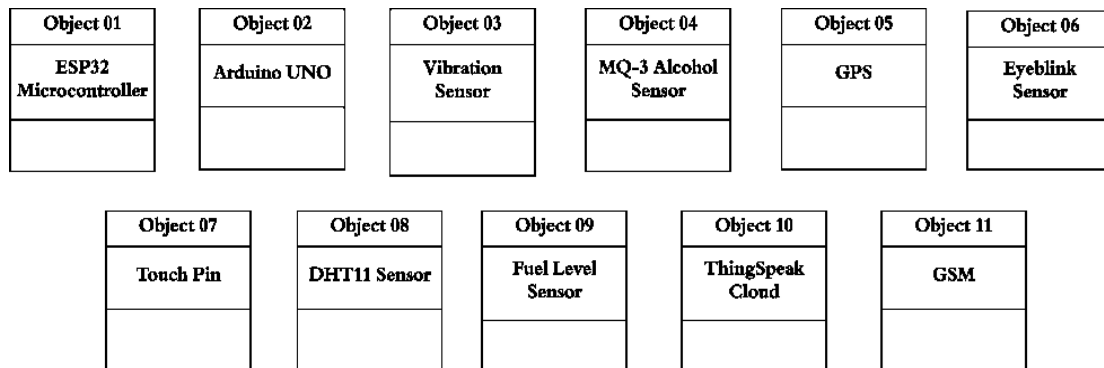 Object 01
ESP32
Microcontroller
Object 02
Arduino UNO
Object 03
Vibration
Sensor
Object 04
MQ-3 Alcohol
Sensor
Object 05
GPS
Object 06
Eyeblink
Sensor
Object 07
Touch Pin
Object 08
DHT11 Sensor
Object 09
Fuel Level
Sensor
Object 10
ThingSpeak
Cloud
Object 11
GSM